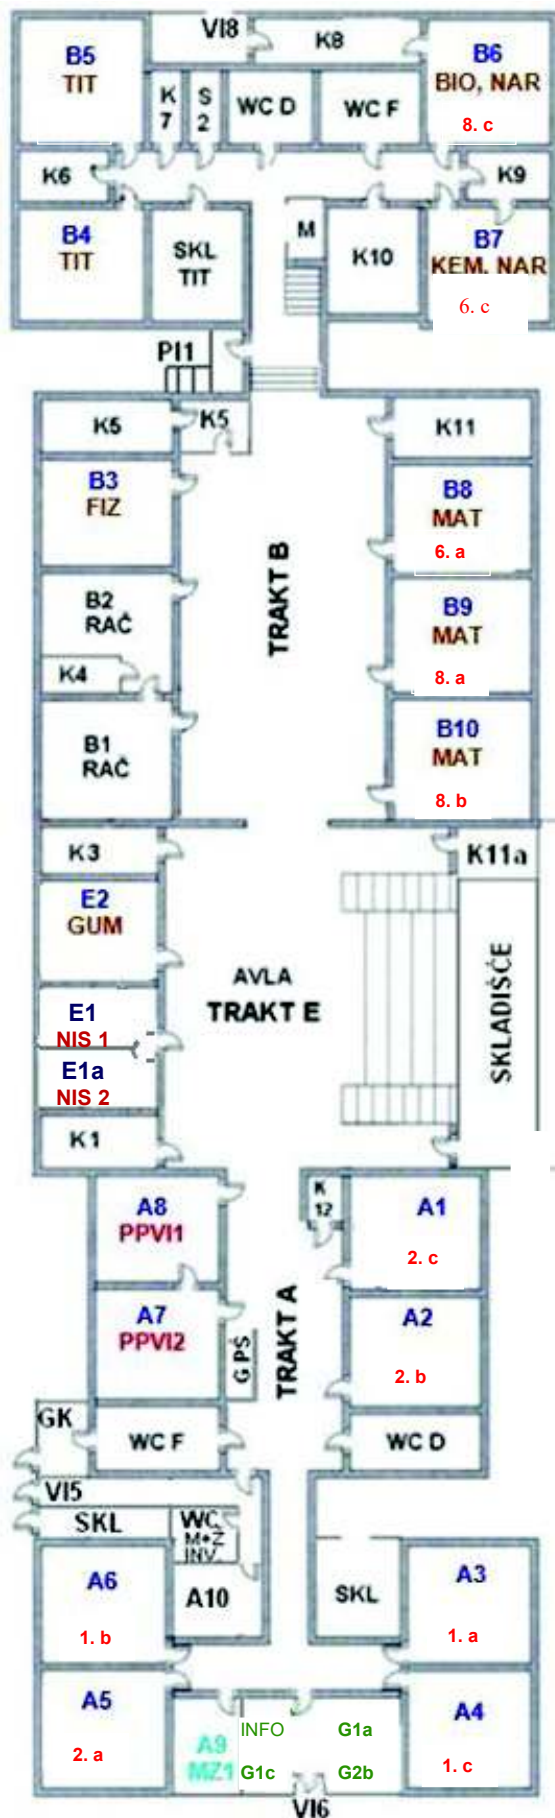 VI8
K8
B5
TIT
K
7
S
2
WC D
WC F
B6
BIO, NAR
8. c
K6
K9
B4
TIT
SKL
TIT
M
K10
B7
KEM, NAR
6. c
PI1
K5
K5
K11
B3
FIZ
B8
MAT
6. a
TRAKT B
B2
RAČ
K4
B9
MAT
8. a
B1
RAČ
B10
MAT
8. b
K3
K11a
E2
GUM
AVLA
TRAKT E
SKLADIŠČE
E1
NIS 1
E1a
NIS 2
K1
A8
PPVI1
K
12
A1
2. c
TRAKT A
A7
PPVI2
G PŠ
A2
2. b
GK
WC F
WC D
VI5
SKL
WC
M+Ž
INV
A10
SKL
A6
1. b
A3
1. a
A5
2. a
A9
MZ1
INFO
G1a
G1c
G2b
A4
1. c
VI6